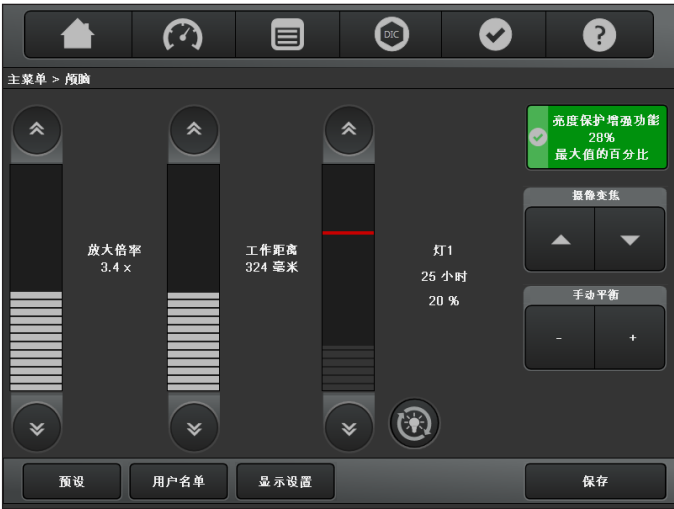 DIC
?
主菜单 > 颅脑
亮度保护增强功能
28%
最大值的百分比
摄像变焦
放大倍率
3.4 x
工作距离
324 毫米
灯1
25 小时
20 %
手动平衡
- +
预设 用户名单 显示设置 保存